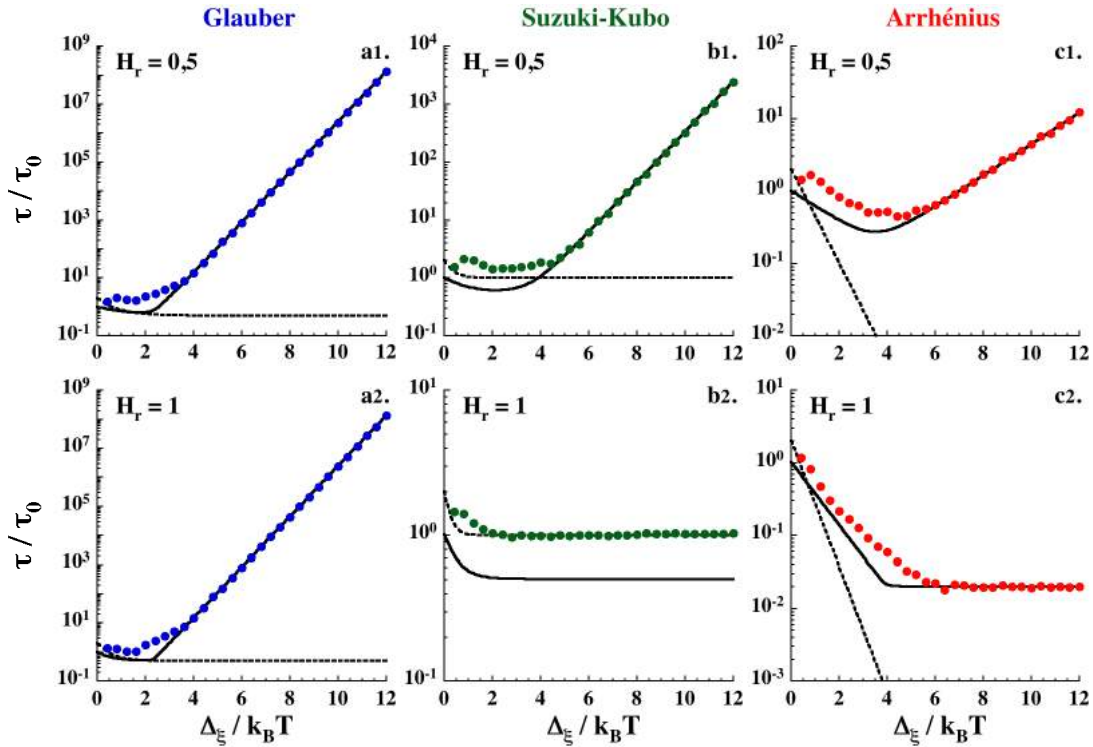 Glauber
Suzuki-Kubo
Arrhénius
τ / τ0
10^9
10^7
10^5
10^3
10^1
10^-1
H_r = 0,5
a1.
0 2 4 6 8 10 12
10^4
10^3
10^2
10^1
10^0
10^-1
H_r = 0,5
b1.
0 2 4 6 8 10 12
10^2
10^1
10^0
10^-1
10^-2
H_r = 0,5
c1.
0 2 4 6 8 10 12
τ / τ0
10^9
10^7
10^5
10^3
10^1
10^-1
H_r = 1
a2.
0 2 4 6 8 10 12
Δ_ξ / k_B T
10^1
10^0
10^-1
H_r = 1
b2.
0 2 4 6 8 10 12
Δ_ξ / k_B T
10^1
10^0
10^-1
10^-2
10^-3
H_r = 1
c2.
0 2 4 6 8 10 12
Δ_ξ / k_B T